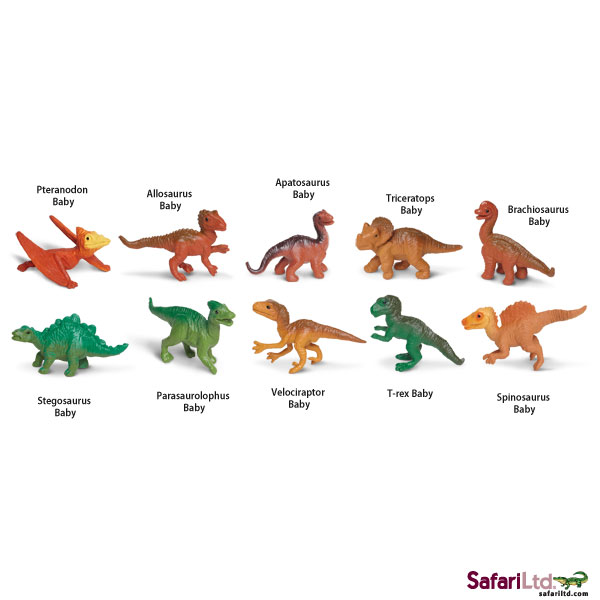 Pteranodon
Baby
Allosaurus
Baby
Apatosaurus
Baby
Triceratops
Baby
Brachiosaurus
Baby
Stegosaurus
Baby
Parasaurolophus
Baby
Velociraptor
Baby
T-rex Baby
Spinosaurus
Baby
SafariLtd.
safariltd.com